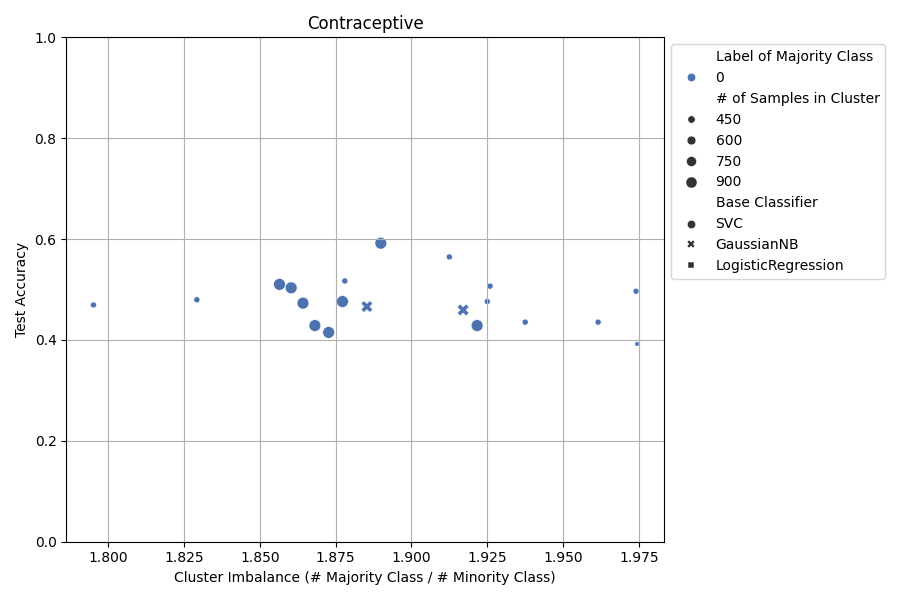 Contraceptive
1.0
0.8
0.6
0.4
0.2
0.0
Test Accuracy
1.800
1.825
1.850
1.875
1.900
1.925
1.950
1.975
Cluster Imbalance (# Majority Class / # Minority Class)
Label of Majority Class
0
# of Samples in Cluster
450
600
750
900
Base Classifier
SVC
GaussianNB
LogisticRegression